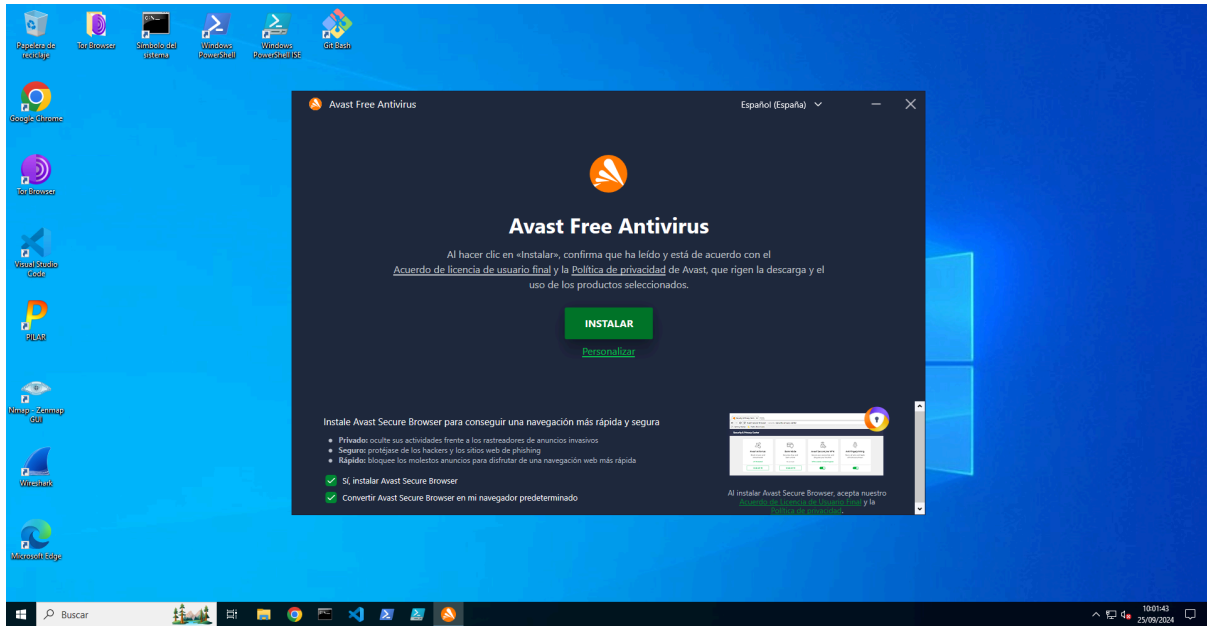 Papelera de
reciclaje
Tor Browser
Símbolo del
sistema
Windows
PowerShell
Windows
PowerShell ISE
Git Bash
Google Chrome
Tor Browser
Visual Studio
Code
PILAR
Nmap - Zenmap
GUI
Wireshark
Microsoft Edge
Avast Free Antivirus
Español (España)
Avast Free Antivirus
Al hacer clic en «Instalar», confirma que ha leído y está de acuerdo con el
Acuerdo de licencia de usuario final y la Política de privacidad de Avast, que rigen la descarga y el
uso de los productos seleccionados.
INSTALAR
Personalizar
Instale Avast Secure Browser para conseguir una navegación más rápida y segura
Privado: oculte sus actividades frente a los rastreadores de anuncios invasivos
Seguro: protéjase de los hackers y los sitios web de phishing
Rápido: bloquee los molestos anuncios para disfrutar de una navegación web más rápida
Sí, instalar Avast Secure Browser
Convertir Avast Secure Browser en mi navegador predeterminado
Al instalar Avast Secure Browser, acepta nuestro
Acuerdo de Licencia de Usuario Final y la
Política de privacidad.
Buscar
10:01:43
25/09/2024